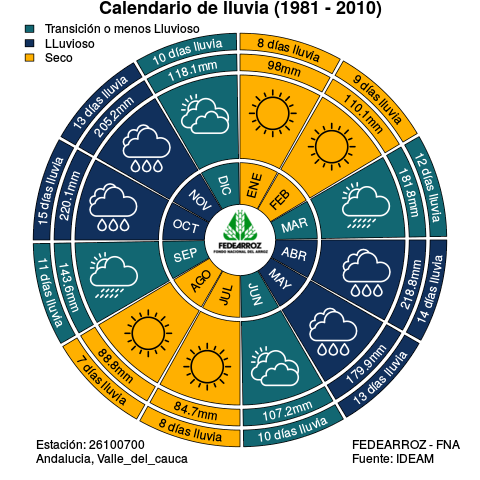 Calendario de lluvia (1981 - 2010)
Transición o menos Lluvioso
LLuvioso
Seco
8 días lluvia
98mm
ENE
9 días lluvia
110.1mm
FEB
12 días lluvia
181.8mm
MAR
14 días lluvia
218.8mm
ABR
13 días lluvia
179.9mm
MAY
10 días lluvia
107.2mm
JUN
8 días lluvia
84.7mm
JUL
7 días lluvia
88.8mm
AGO
11 días lluvia
143.6mm
SEP
15 días lluvia
220.1mm
OCT
13 días lluvia
205.2mm
NOV
10 días lluvia
118.1mm
DIC
FEDEARROZ
FONDO NACIONAL DEL ARROZ
Estación: 26100700
Andalucia, Valle_del_cauca
FEDEARROZ - FNA
Fuente: IDEAM